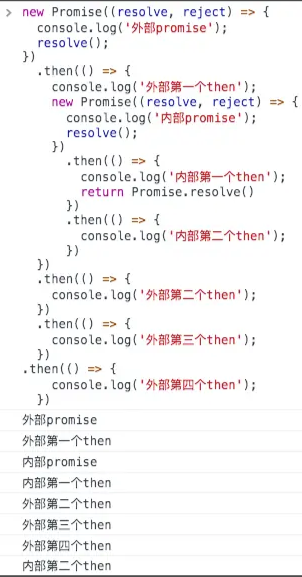 > new Promise((resolve, reject) => {
console.log('外部promise');
resolve();
})
.then(() => {
console.log('外部第一个then');
new Promise((resolve, reject) => {
console.log('内部promise');
resolve();
})
.then(() => {
console.log('内部第一个then');
return Promise.resolve()
})
.then(() => {
console.log('内部第二个then');
})
})
.then(() => {
console.log('外部第二个then');
})
.then(() => {
console.log('外部第三个then');
})
.then(() => {
console.log('外部第四个then');
})
外部promise
外部第一个then
内部promise
内部第一个then
外部第二个then
外部第三个then
外部第四个then
内部第二个then